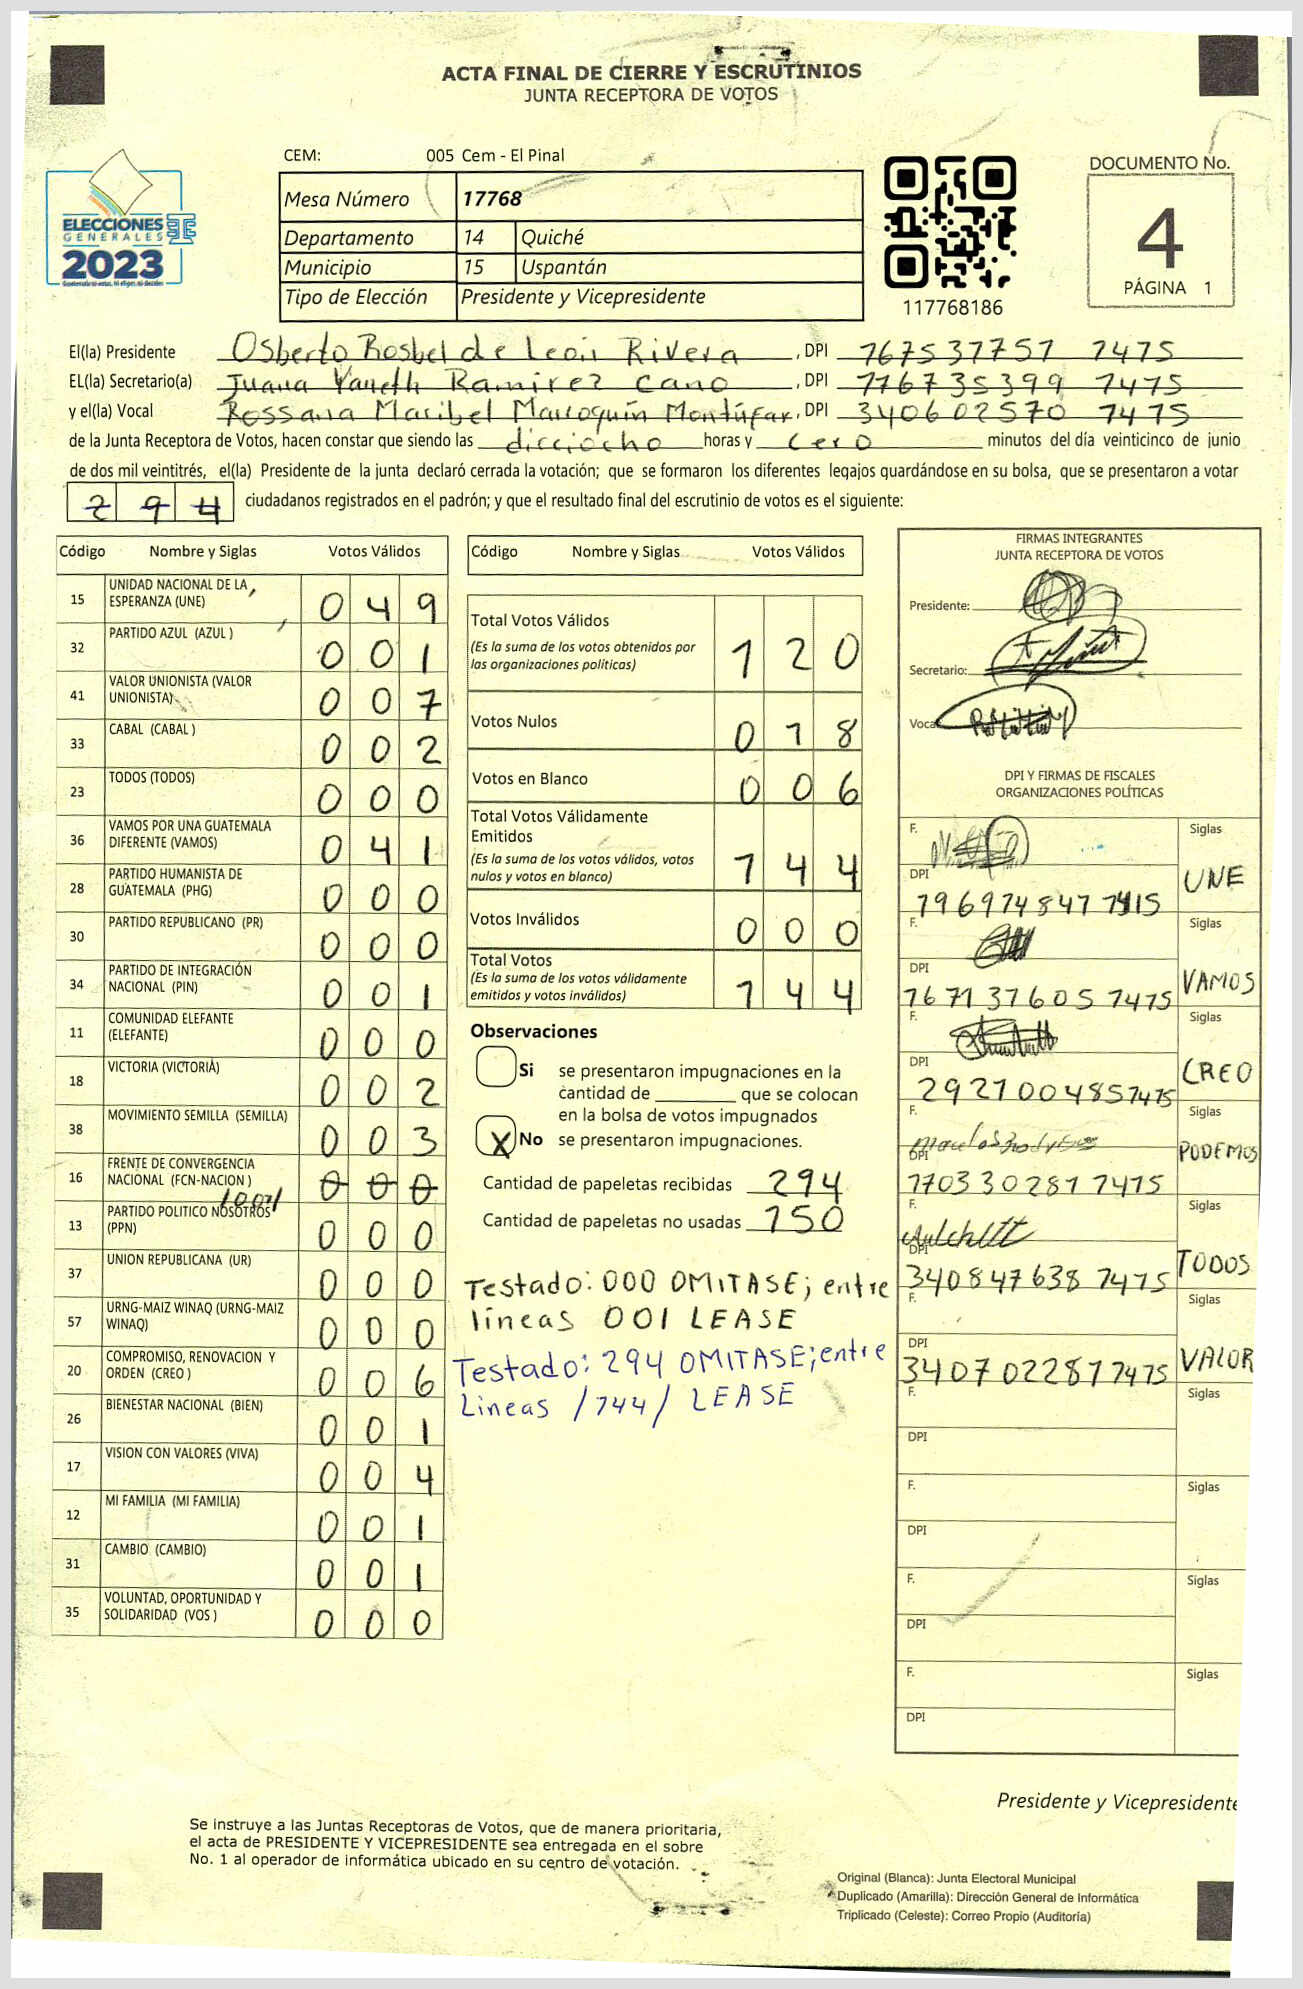 ACTA FINAL DE CIERRE Y ESCRUTINIOS
JUNTA RECEPTORA DE VOTOS
CEM: 005 Cem - El Pinal
Mesa Número 17768
Departamento 14 Quiché
Municipio 15 Uspantán
Tipo de Elección Presidente y Vicepresidente
ELECCIONES
GENERALES
2023
117768186
DOCUMENTO No.
4
PÁGINA 1
El(la) Presidente Osberto Rosbel de León Rivera, DPI 167537757 7475
EL(la) Secretario(a) Juana Yaneth Ramirez Cano, DPI 776735399 7475
y el(la) Vocal Rossana Maribel Marroquín Montúfar, DPI 340602570 7475
de la Junta Receptora de Votos, hacen constar que siendo las dicciocho horas y cero minutos del día veinticinco de junio
de dos mil veintitrés, el(la) Presidente de la junta declaró cerrada la votación; que se formaron los diferentes legajos quardándose en su bolsa, que se presentaron a votar
294 ciudadanos registrados en el padrón; y que el resultado final del escrutinio de votos es el siguiente:
Código Nombre y Siglas Votos Válidos
15 UNIDAD NACIONAL DE LA ESPERANZA (UNE) 0 4 9
32 PARTIDO AZUL (AZUL ) 0 0 1
41 VALOR UNIONISTA (VALOR UNIONISTA) 0 0 7
33 CABAL (CABAL ) 0 0 2
23 TODOS (TODOS) 0 0 0
36 VAMOS POR UNA GUATEMALA DIFERENTE (VAMOS) 0 4 1
28 PARTIDO HUMANISTA DE GUATEMALA (PHG) 0 0 0
30 PARTIDO REPUBLICANO (PR) 0 0 0
34 PARTIDO DE INTEGRACIÓN NACIONAL (PIN) 0 0 1
11 COMUNIDAD ELEFANTE (ELEFANTE) 0 0 0
18 VICTORIA (VICTORIA) 0 0 2
38 MOVIMIENTO SEMILLA (SEMILLA) 0 0 3
16 FRENTE DE CONVERGENCIA NACIONAL (FCN-NACION ) 0 0 0
/001/
13 PARTIDO POLITICO NOSOTROS (PPN) 0 0 0
37 UNION REPUBLICANA (UR) 0 0 0
57 URNG-MAIZ WINAQ (URNG-MAIZ WINAQ) 0 0 0
20 COMPROMISO, RENOVACION Y ORDEN (CREO ) 0 0 6
26 BIENESTAR NACIONAL (BIEN) 0 0 1
17 VISION CON VALORES (VIVA) 0 0 4
12 MI FAMILIA (MI FAMILIA) 0 0 1
31 CAMBIO (CAMBIO) 0 0 1
35 VOLUNTAD, OPORTUNIDAD Y SOLIDARIDAD (VOS ) 0 0 0
Código Nombre y Siglas Votos Válidos
Total Votos Válidos 1 2 0
(Es la suma de los votos obtenidos por
las organizaciones políticas)
Votos Nulos 0 1 8
Votos en Blanco 0 0 6
Total Votos Válidamente
Emitidos 1 4 4
(Es la suma de los votos válidos, votos
nulos y votos en blanco)
Votos Inválidos 0 0 0
Total Votos 1 4 4
(Es la suma de los votos válidamente
emitidos y votos inválidos)
Observaciones
Si se presentaron impugnaciones en la
cantidad de ________ que se colocan
en la bolsa de votos impugnados
X No se presentaron impugnaciones.
Cantidad de papeletas recibidas 294
Cantidad de papeletas no usadas 150
Testado: 000 OMITASE; entre
líneas 001 LEASE
Testado: 294 OMITASE; entre
Líneas /144/ LEASE
FIRMAS INTEGRANTES
JUNTA RECEPTORA DE VOTOS
Presidente:
Secretario:
Vocal
DPI Y FIRMAS DE FISCALES
ORGANIZACIONES POLÍTICAS
F. Siglas
DPI UNE
F. Siglas
DPI 167137605 7475 VAMOS
F. Siglas
DPI 292100485 7475 CREO
F. Siglas
DPI 170330281 7415 PODEMOS
F. Siglas
DPI 340847638 7475 TODOS
F. Siglas
DPI 340702281 7475 VALOR
F. Siglas
DPI
F. Siglas
DPI
F. Siglas
DPI
F. Siglas
DPI
Presidente y Vicepresidente
Se instruye a las Juntas Receptoras de Votos, que de manera prioritaria,
el acta de PRESIDENTE Y VICEPRESIDENTE sea entregada en el sobre
No. 1 al operador de informática ubicado en su centro de votación.
Original (Blanca): Junta Electoral Municipal
Duplicado (Amarilla): Dirección General de Informática
Triplicado (Celeste): Correo Propio (Auditoría)